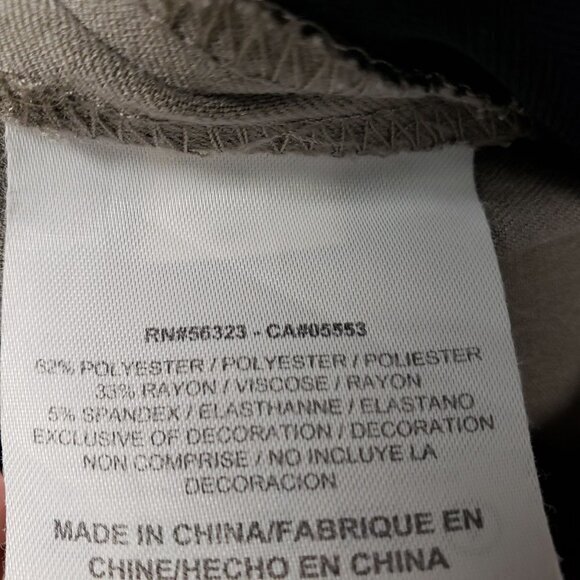 RN#56323 - CA#05553
62% POLYESTER / POLYESTER / POLIESTER
33% RAYON / VISCOSE / RAYON
5% SPANDEX / ELASTHANNE / ELASTANO
EXCLUSIVE OF DECORATION / DECORATION
NON COMPRISE / NO INCLUYE LA
DECORACION
MADE IN CHINA/FABRIQUE EN
CHINE/HECHO EN CHINA